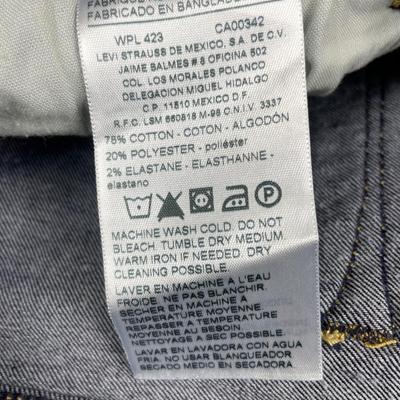 FABRICADO EN BANGLADE
WPL 423 CA00342
LEVI STRAUSS DE MEXICO, S.A. DE C.V.
JAIME BALMES # 8 OFICINA 502
COL. LOS MORALES POLANCO
DELEGACION MIGUEL HIDALGO
C.P. 11510 MEXICO D.F.
R.F.C. LSM 650818 M-96 C.N.I.V. 3337
78% COTTON - COTON - ALGODÓN
20% POLYESTER - poliéster
2% ELASTANE - ELASTHANNE -
elastano
P
MACHINE WASH COLD. DO NOT
BLEACH. TUMBLE DRY MEDIUM.
WARM IRON IF NEEDED. DRY
CLEANING POSSIBLE.
LAVER EN MACHINE A L'EAU
FROIDE. NE PAS BLANCHIR.
SECHER EN MACHINE A
TEMPERATURE MOYENNE.
REPASSER A TEMPERATURE
MOYENNE AU BESOIN.
NETTOYAGE A SEC POSSIBLE.
LAVAR EN LAVADORA CON AGUA
FRIA. NO USAR BLANQUEADOR
SECADO MEDIO EN SECADORA